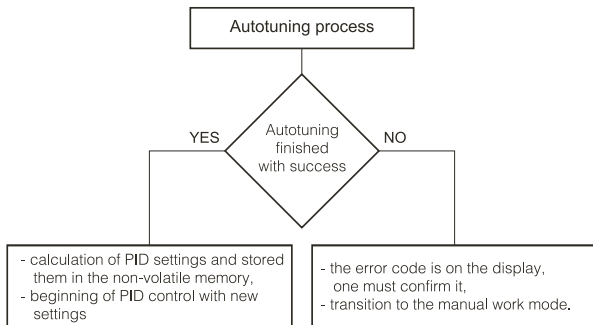 Autotuning process
YES
Autotuning
finished
with success
NO
- calculation of PID settings and stored
them in the non-volatile memory,
- beginning of PID control with new
settings
- the error code is on the display,
one must confirm it,
- transition to the manual work mode.